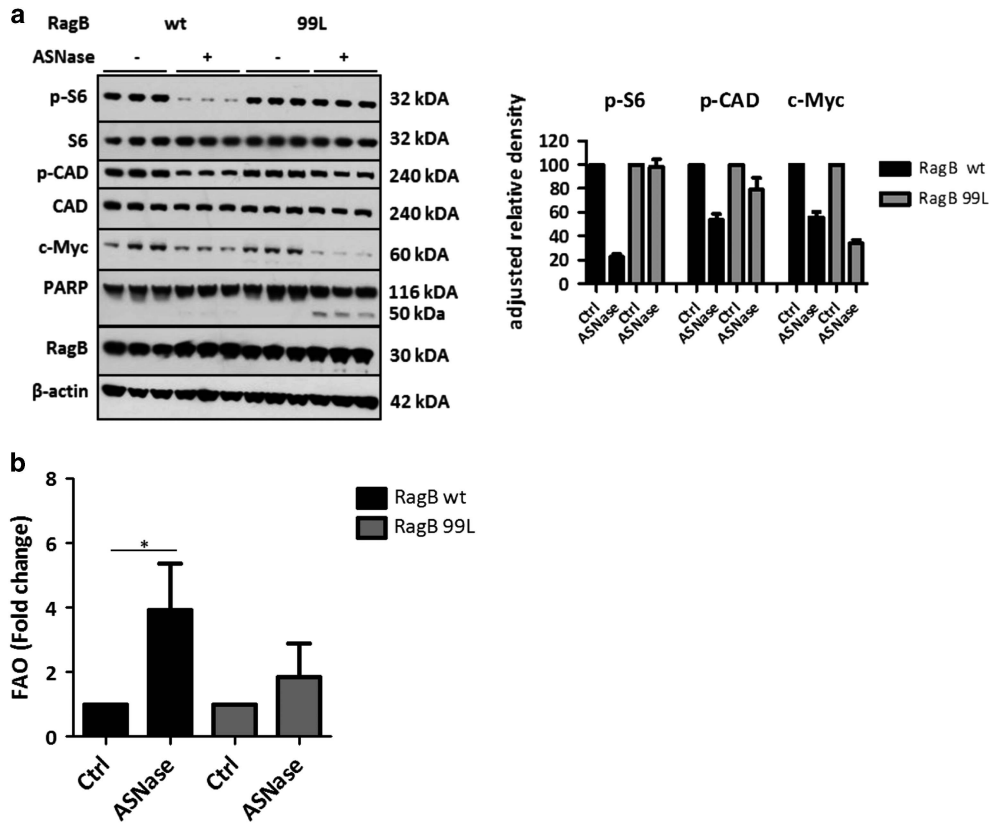 a
RagB wt 99L
ASNase - + - +
p-S6 32 kDA
S6 32 kDA
p-CAD 240 kDA
CAD 240 kDA
c-Myc 60 kDA
PARP 116 kDA
50 kDa
RagB 30 kDA
β-actin 42 kDA
p-S6 p-CAD c-Myc
adjusted relative density
120
100
80
60
40
20
0
Ctrl ASNase Ctrl ASNase Ctrl ASNase Ctrl ASNase Ctrl ASNase Ctrl ASNase
RagB wt
RagB 99L
b
FAO (Fold change)
8
6
4
2
0
*
Ctrl ASNase Ctrl ASNase
RagB wt
RagB 99L